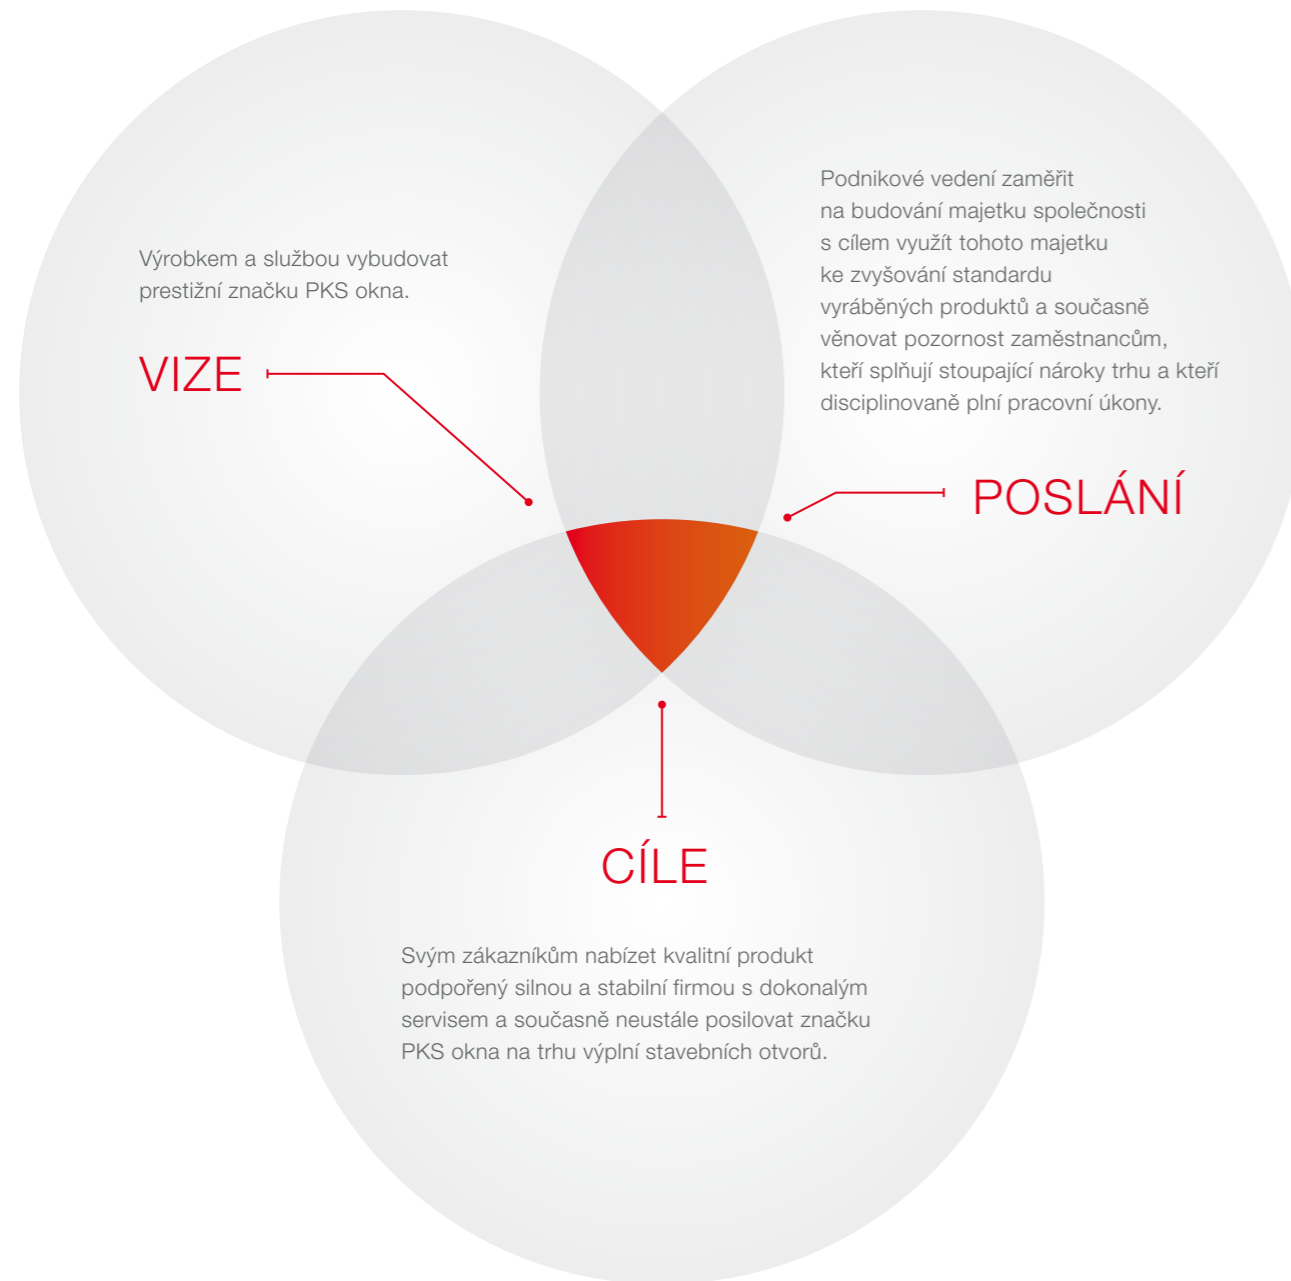 Výrobkem a službou vybudovat
prestižní značku PKS okna.
VIZE
Podnikové vedení zaměřit
na budování majetku společnosti
s cílem využít tohoto majetku
ke zvyšování standardu
vyráběných produktů a současně
věnovat pozornost zaměstnancům,
kteří splňují stoupající nároky trhu a kteří
disciplinovaně plní pracovní úkony.
POSLÁNÍ
CÍLE
Svým zákazníkům nabízet kvalitní produkt
podpořený silnou a stabilní firmou s dokonalým
servisem a současně neustále posilovat značku
PKS okna na trhu výplní stavebních otvorů.